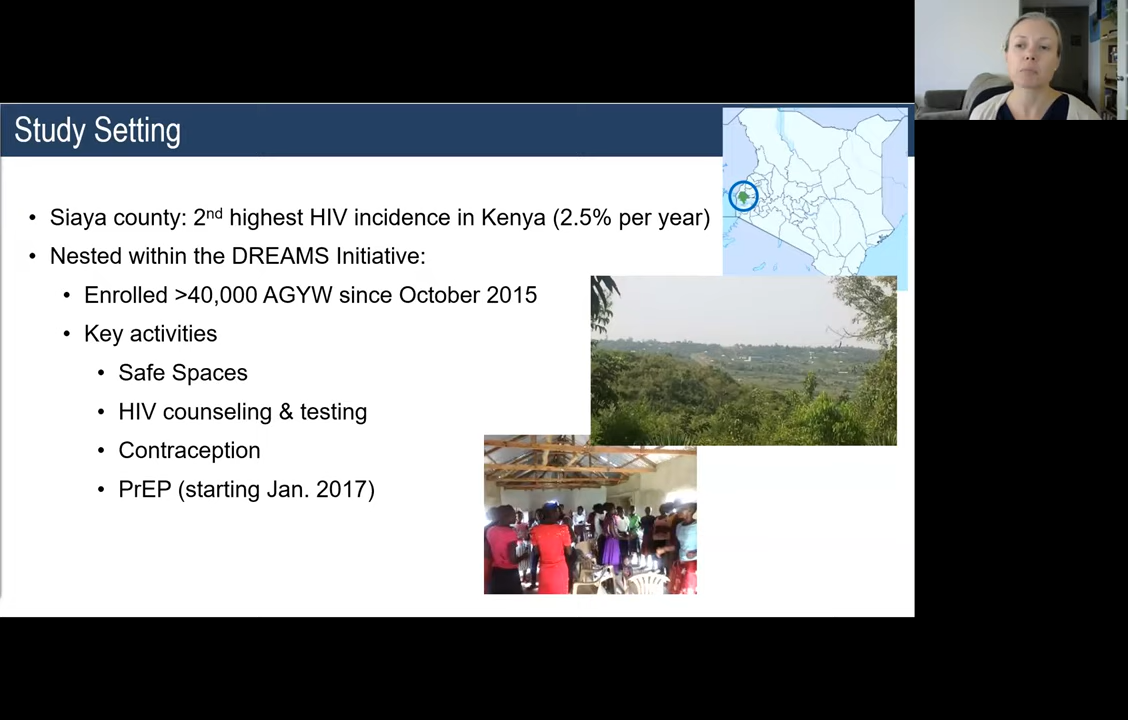 Study Setting
• Siaya county: 2nd highest HIV incidence in Kenya (2.5% per year)
• Nested within the DREAMS Initiative:
• Enrolled >40,000 AGYW since October 2015
• Key activities
• Safe Spaces
• HIV counseling & testing
• Contraception
• PrEP (starting Jan. 2017)